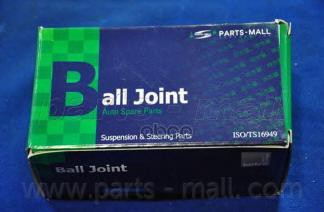 PARTS-MALL
Ball Joint
Auto Spare Parts
Suspension & Steering Parts
ISO/TS16949
Ball Joint
www.parts-mall.com